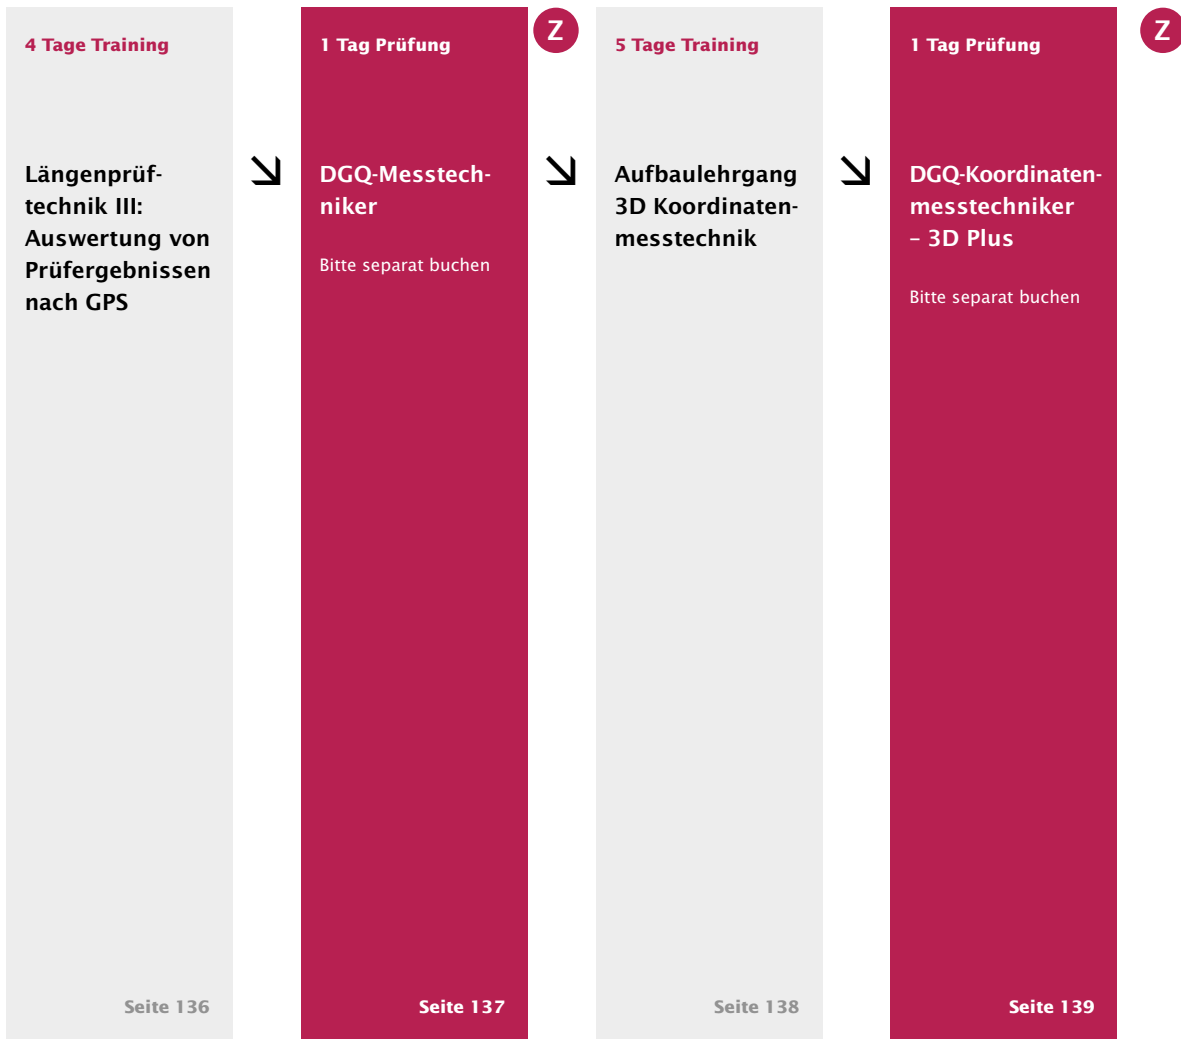 4 Tage Training
Längenprüf-
technik III:
Auswertung von
Prüfergebnissen
nach GPS
Seite 136
1 Tag Prüfung
Z
DGQ-Messtech-
niker
Bitte separat buchen
Seite 137
5 Tage Training
Aufbaulehrgang
3D Koordinaten-
messtechnik
Seite 138
1 Tag Prüfung
Z
DGQ-Koordinaten-
messtechniker
– 3D Plus
Bitte separat buchen
Seite 139